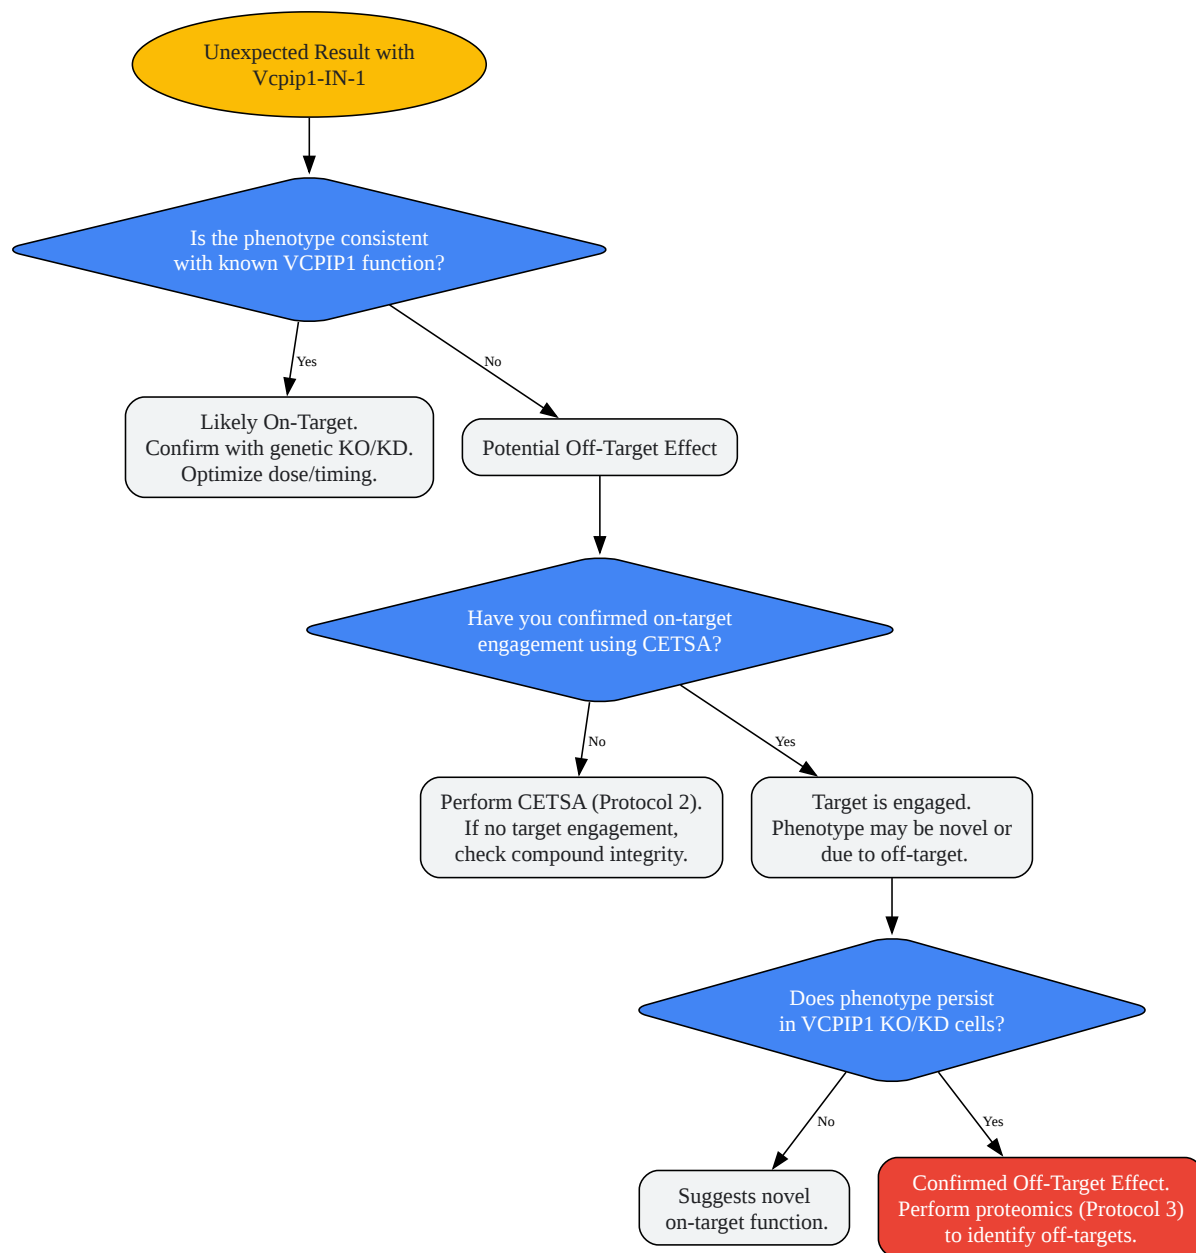 Unexpected Result with
Vcpip1-IN-1
Is the phenotype consistent
with known VCPIP1 function?
Yes
No
Likely On-Target.
Confirm with genetic KO/KD.
Optimize dose/timing.
Potential Off-Target Effect
Have you confirmed on-target
engagement using CETSA?
No
Yes
Perform CETSA (Protocol 2).
If no target engagement,
check compound integrity.
Target is engaged.
Phenotype may be novel or
due to off-target.
Does phenotype persist
in VCPIP1 KO/KD cells?
No
Yes
Suggests novel
on-target function.
Confirmed Off-Target Effect.
Perform proteomics (Protocol 3)
to identify off-targets.